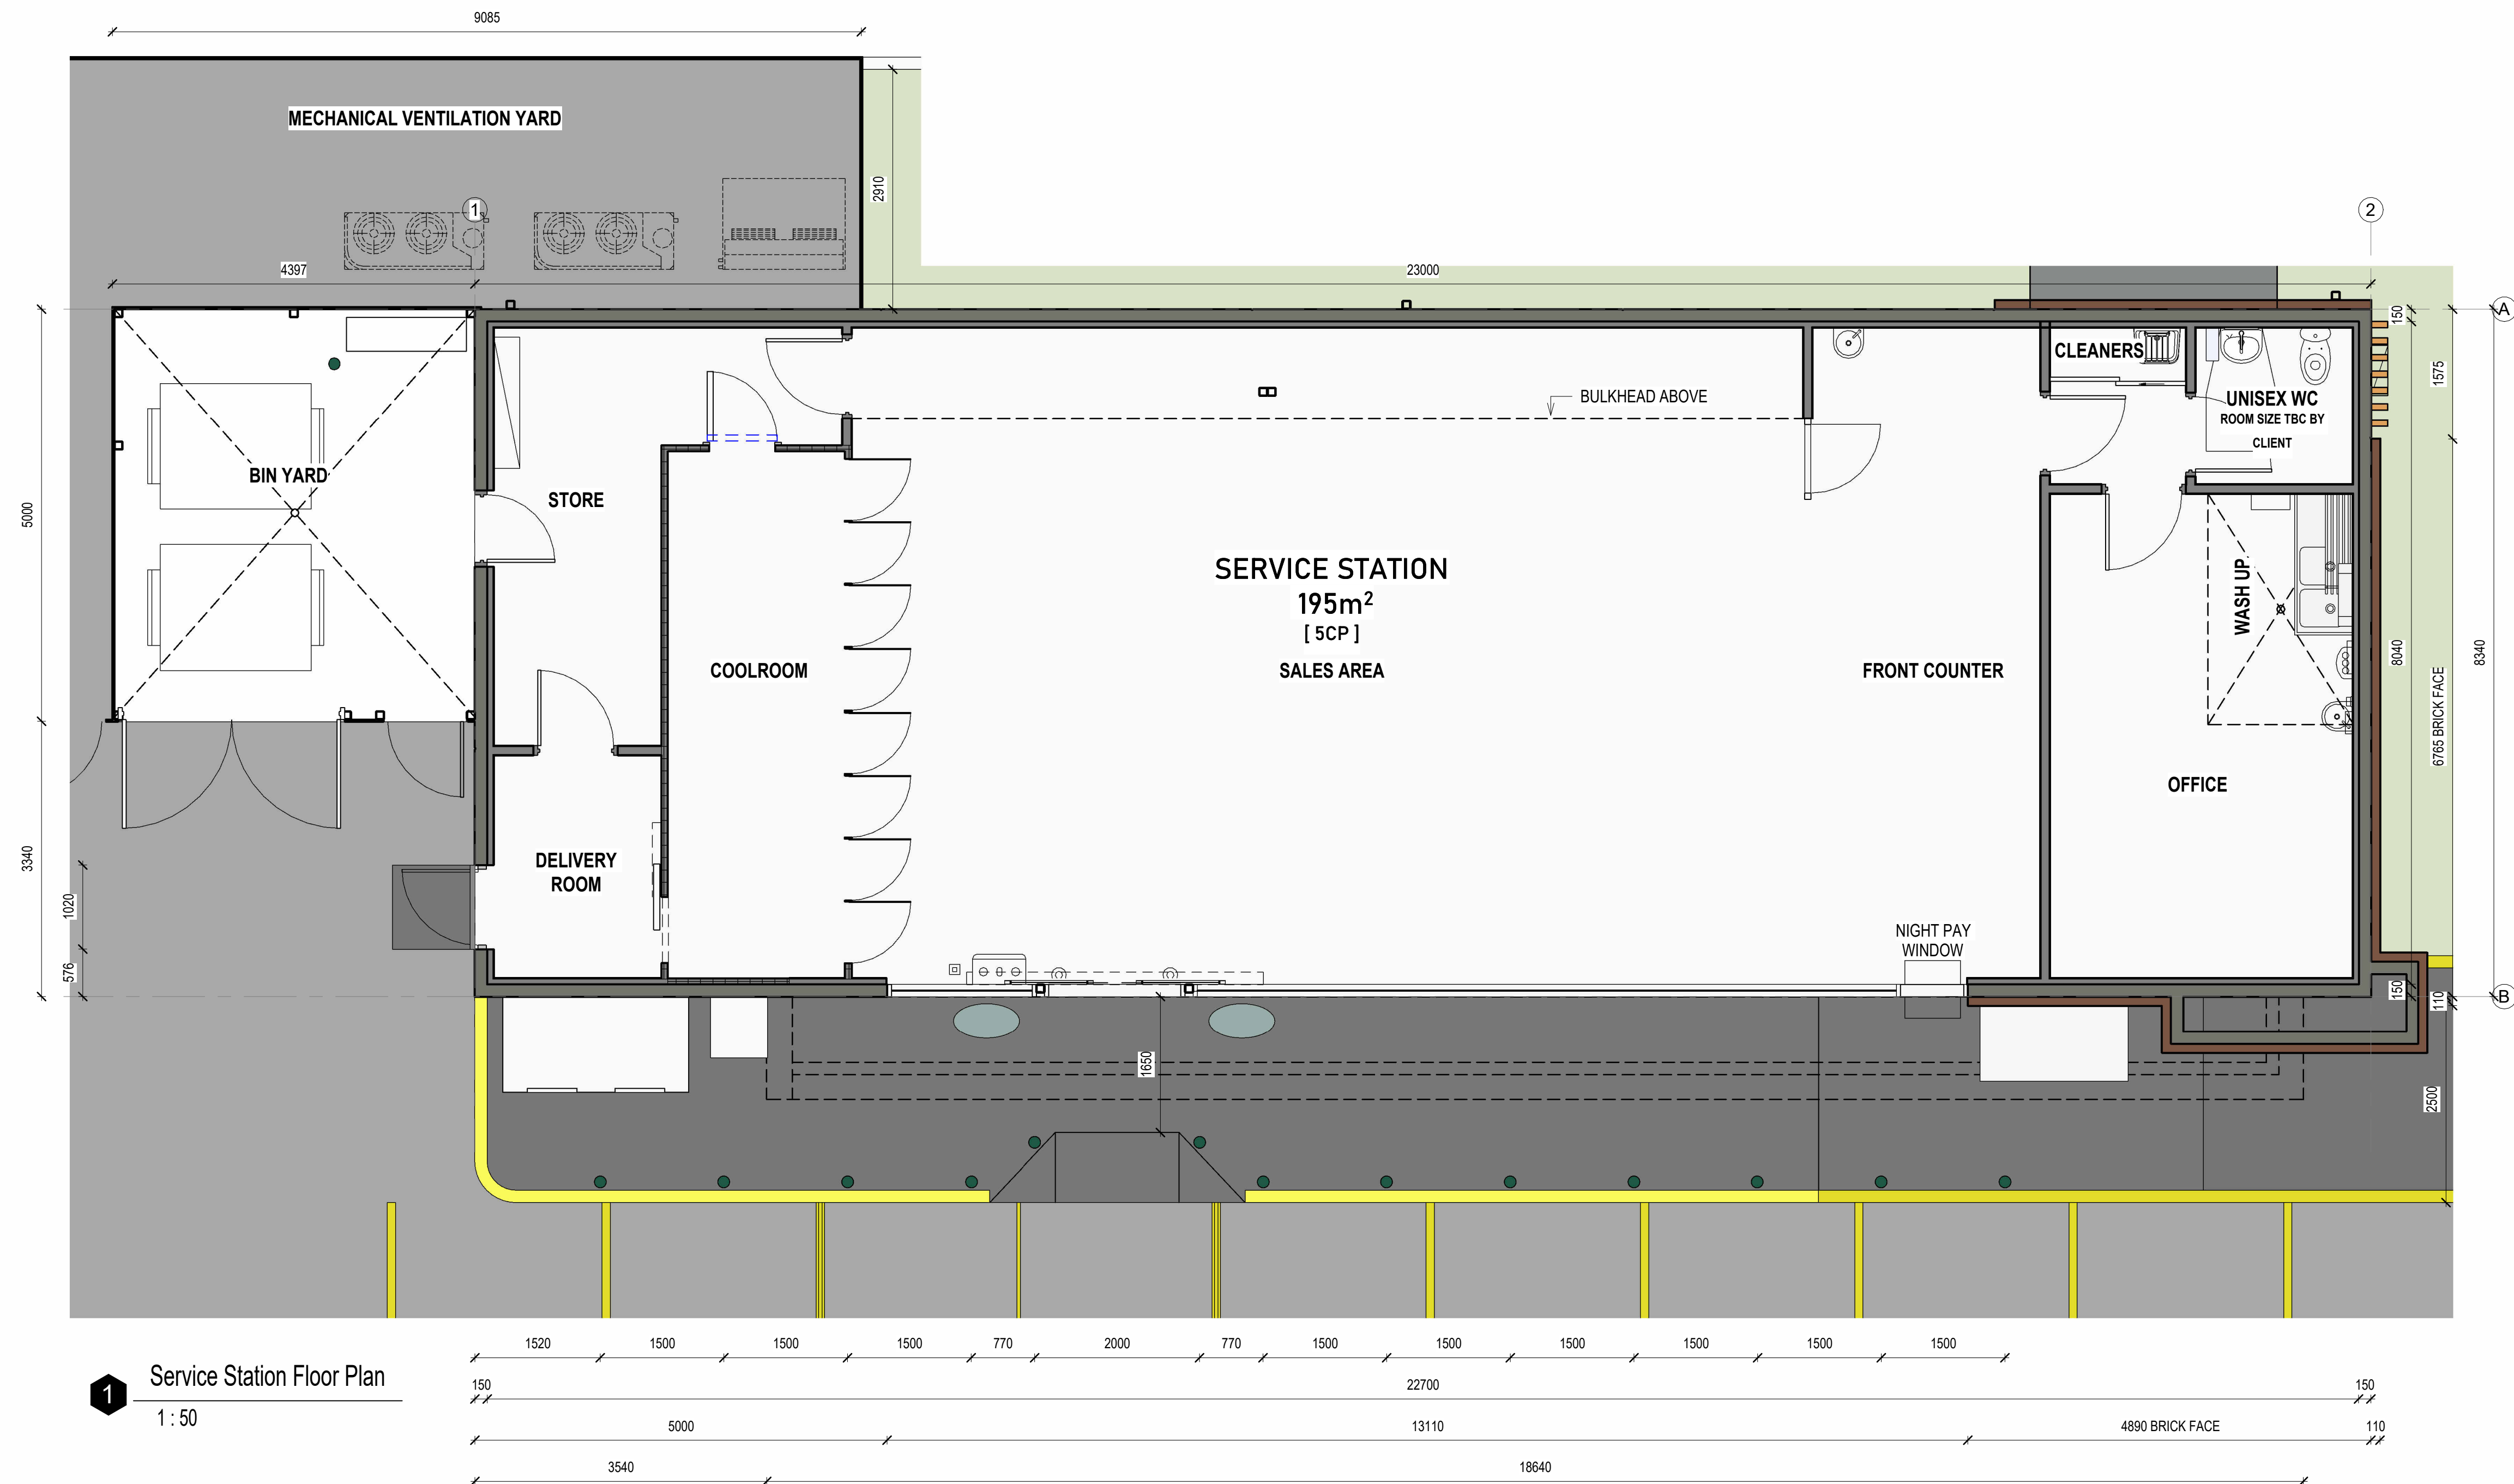 9085
MECHANICAL VENTILATION YARD
2910
1
2
4397
23000
A
150
CLEANERS
1575
UNISEX WC
ROOM SIZE TBC BY
CLIENT
BULKHEAD ABOVE
BIN YARD
STORE
5000
SERVICE STATION
195m²
[ 5CP ]
SALES AREA
COOLROOM
FRONT COUNTER
WASH UP
8040
8340
6765 BRICK FACE
OFFICE
3340
DELIVERY
ROOM
1020
576
NIGHT PAY
WINDOW
150
110
B
1650
2500
1520
1500
1500
1500
770
2000
770
1500
1500
1500
1500
1500
1500
1
Service Station Floor Plan
1 : 50
150
22700
150
5000
13110
4890 BRICK FACE
110
3540
18640